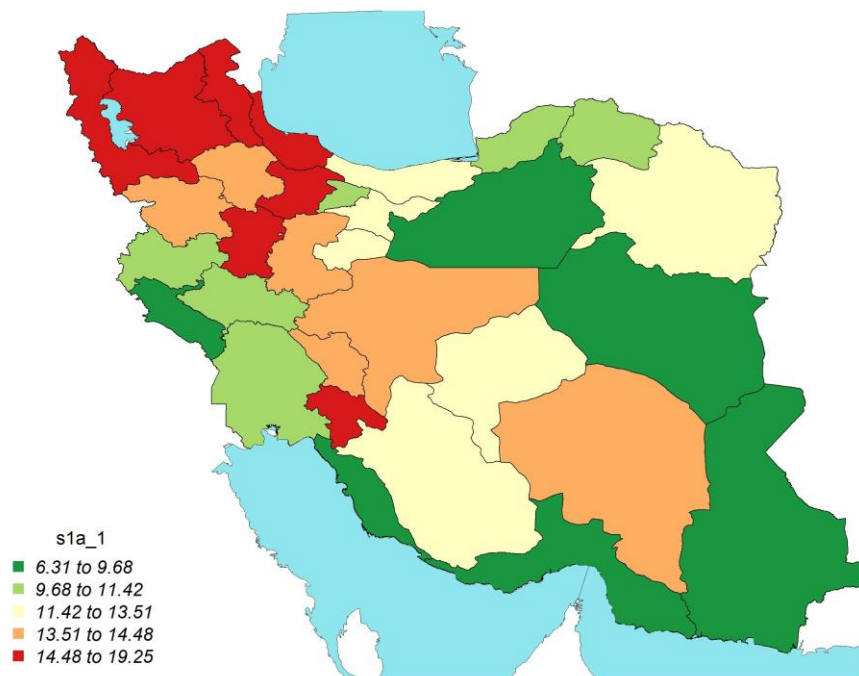 s1a_1
6.31 to 9.68
9.68 to 11.42
11.42 to 13.51
13.51 to 14.48
14.48 to 19.25